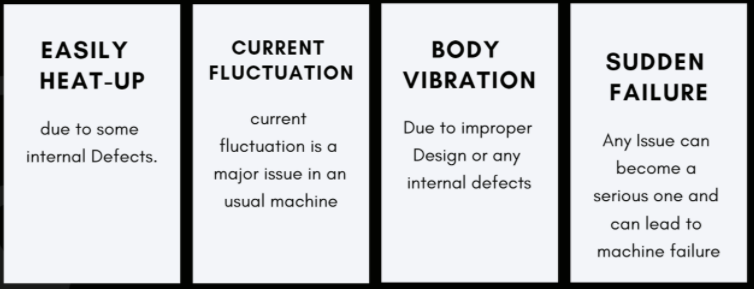 EASILY
HEAT-UP
due to some
internal Defects.
CURRENT
FLUCTUATION
current
fluctuation is a
major issue in an
usual machine
BODY
VIBRATION
Due to improper
Design or any
internal defects
SUDDEN
FAILURE
Any Issue can
become a
serious one and
can lead to
machine failure